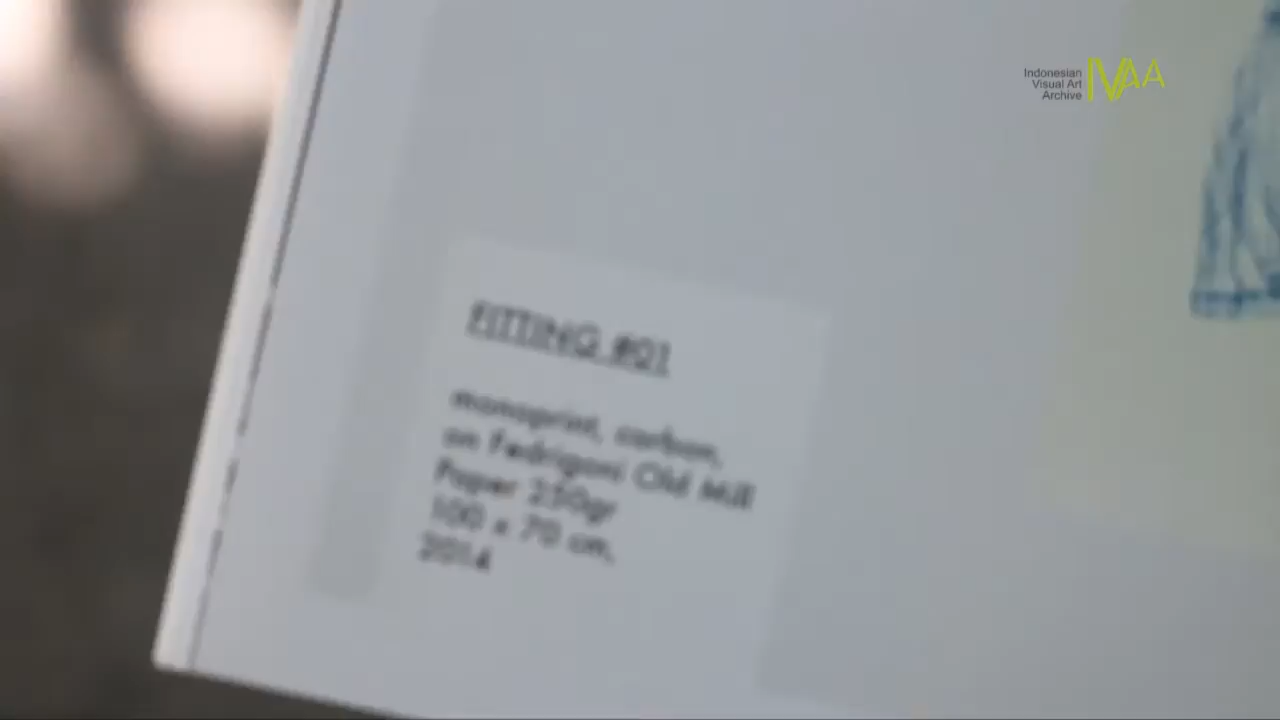 Indonesian
Visual Art
Archive
IVAA
FITTING #01
monoprint, carbon,
on Fedrigoni Old Mill
Paper 250gr
100 x 70 cm,
2014